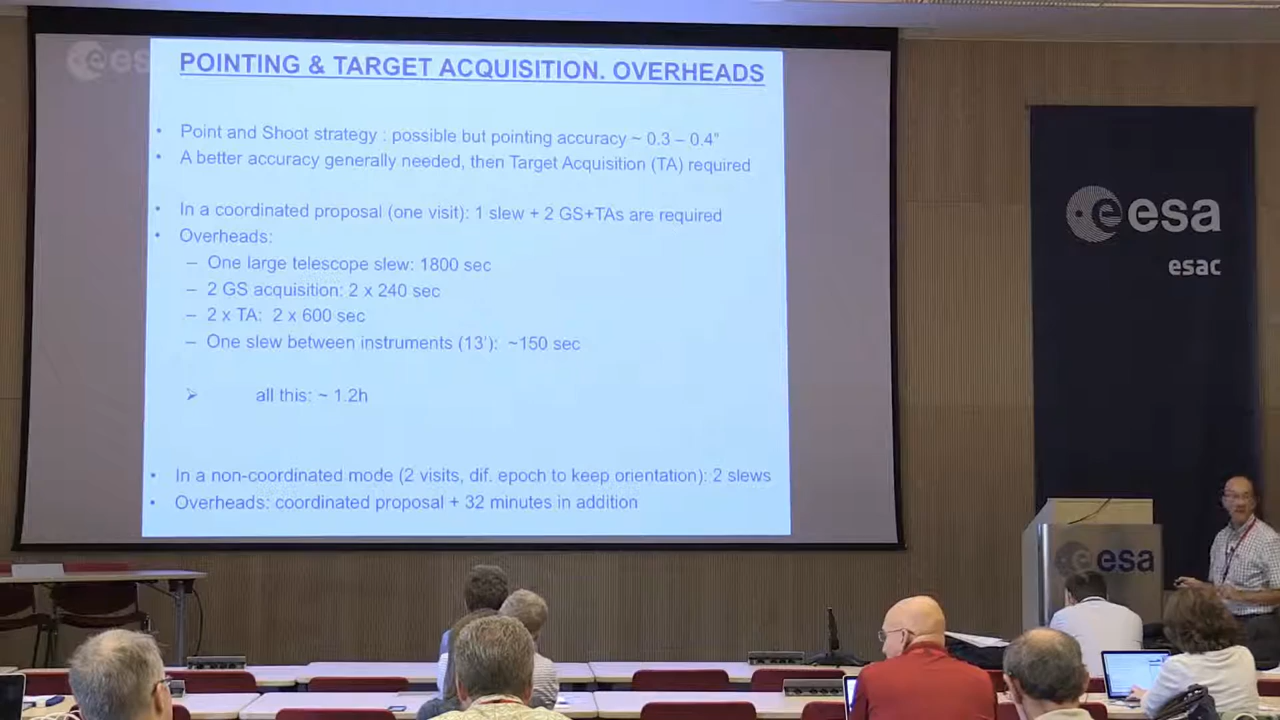 esa
POINTING & TARGET ACQUISITION. OVERHEADS
• Point and Shoot strategy : possible but pointing accuracy ~ 0.3 – 0.4"
• A better accuracy generally needed, then Target Acquisition (TA) required
• In a coordinated proposal (one visit): 1 slew + 2 GS+TAs are required
• Overheads:
– One large telescope slew: 1800 sec
– 2 GS acquisition: 2 x 240 sec
– 2 x TA: 2 x 600 sec
– One slew between instruments (13'): ~150 sec
➢ all this: ~ 1.2h
• In a non-coordinated mode (2 visits, dif. epoch to keep orientation): 2 slews
• Overheads: coordinated proposal + 32 minutes in addition
esa
esac
esa